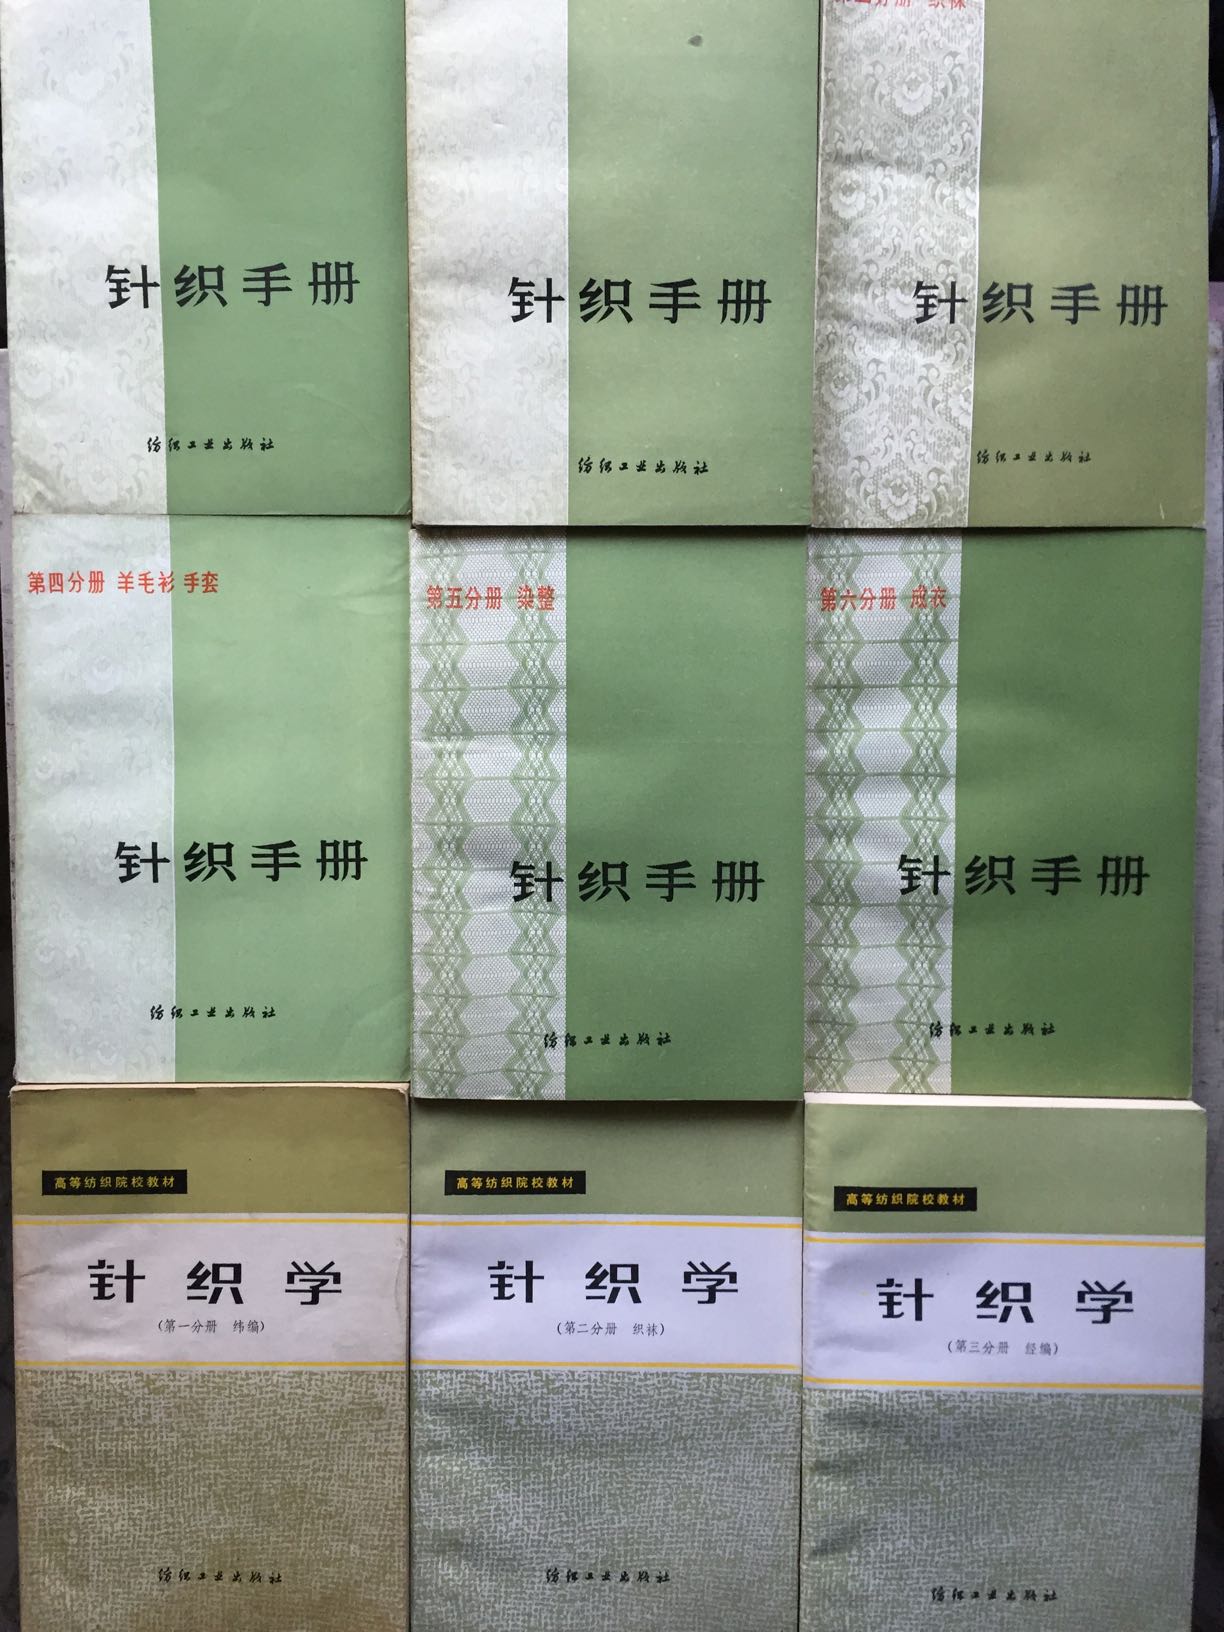 针织手册
纺织工业出版社
针织手册
纺织工业出版社
分册 织袜
针织手册
纺织工业出版社
第四分册 羊毛衫 手套
针织手册
纺织工业出版社
第五分册 染整
针织手册
纺织工业出版社
第六分册 成衣
针织手册
纺织工业出版社
高等纺织院校教材
针织学
(第一分册 纬编)
纺织工业出版社
高等纺织院校教材
针织学
(第二分册 织袜)
纺织工业出版社
高等纺织院校教材
针织学
(第三分册 经编)
纺织工业出版社